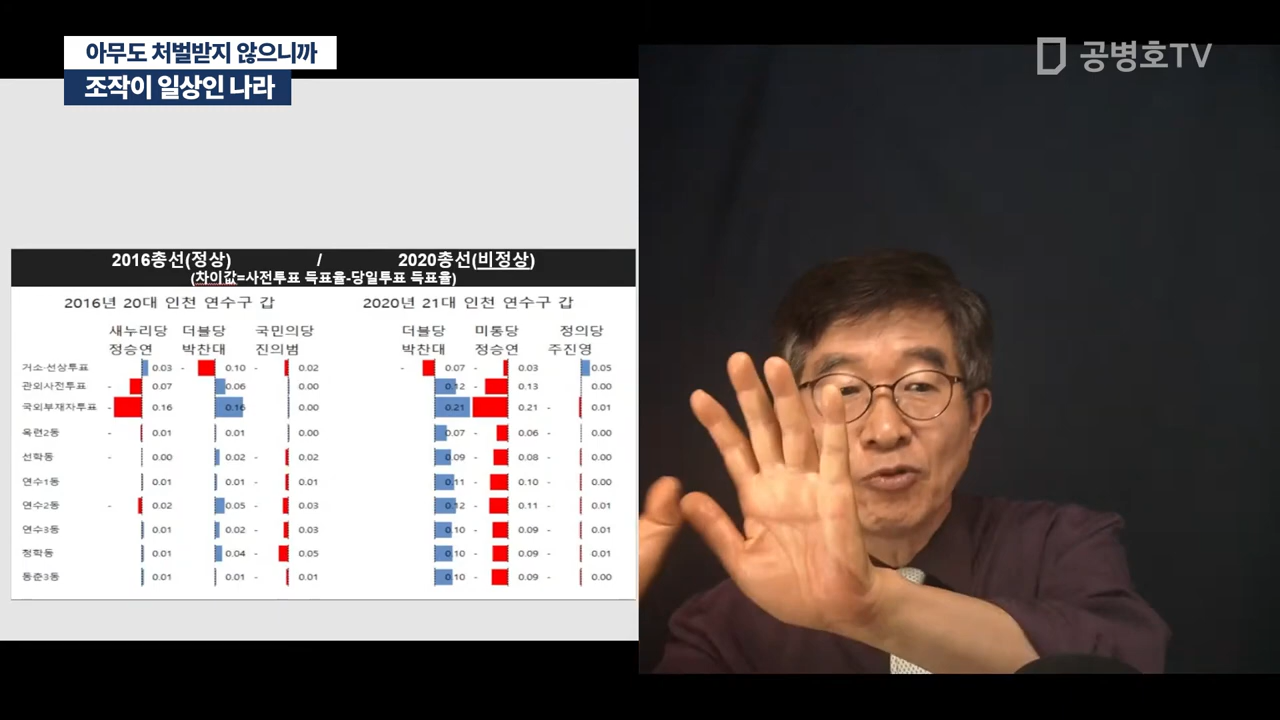 아무도 처벌받지 않으니까
조작이 일상인 나라
공병호TV
2016총선(정상) / 2020총선(비정상)
(차이값=사전투표 득표율-당일투표 득표율)
2016년 20대 인천 연수구 갑 2020년 21대 인천 연수구 갑
새누리당 더불당 국민의당 더불당 미통당 정의당
정승연 박찬대 진의범 박찬대 정승연 주진영
거소·선상투표 0.03 - 0.10 - 0.02 - 0.07 - 0.03 0.05
관외사전투표 - 0.07 0.06 0.00 0.12 - 0.13 0.00
국외부재자투표 - 0.16 0.16 0.00 0.21 - 0.21 - 0.01
옥련2동 - 0.01 0.01 0.00 0.07 - 0.06 - 0.00
선학동 - 0.00 0.02 - 0.02 0.09 - 0.08 - 0.00
연수1동 0.01 0.01 - 0.01 0.11 - 0.10 - 0.00
연수2동 - 0.02 0.05 - 0.03 0.12 - 0.11 - 0.01
연수3동 0.01 0.02 - 0.03 0.10 - 0.09 - 0.01
청학동 0.01 0.04 - 0.05 0.10 - 0.09 - 0.01
동춘3동 0.01 0.01 - 0.01 0.10 - 0.09 - 0.00